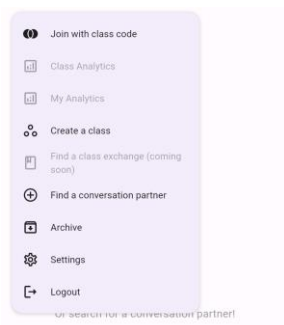 Join with class code
Class Analytics
My Analytics
Create a class
Find a class exchange (coming
soon)
Find a conversation partner
Archive
Settings
Logout
Or search for a conversation partner!